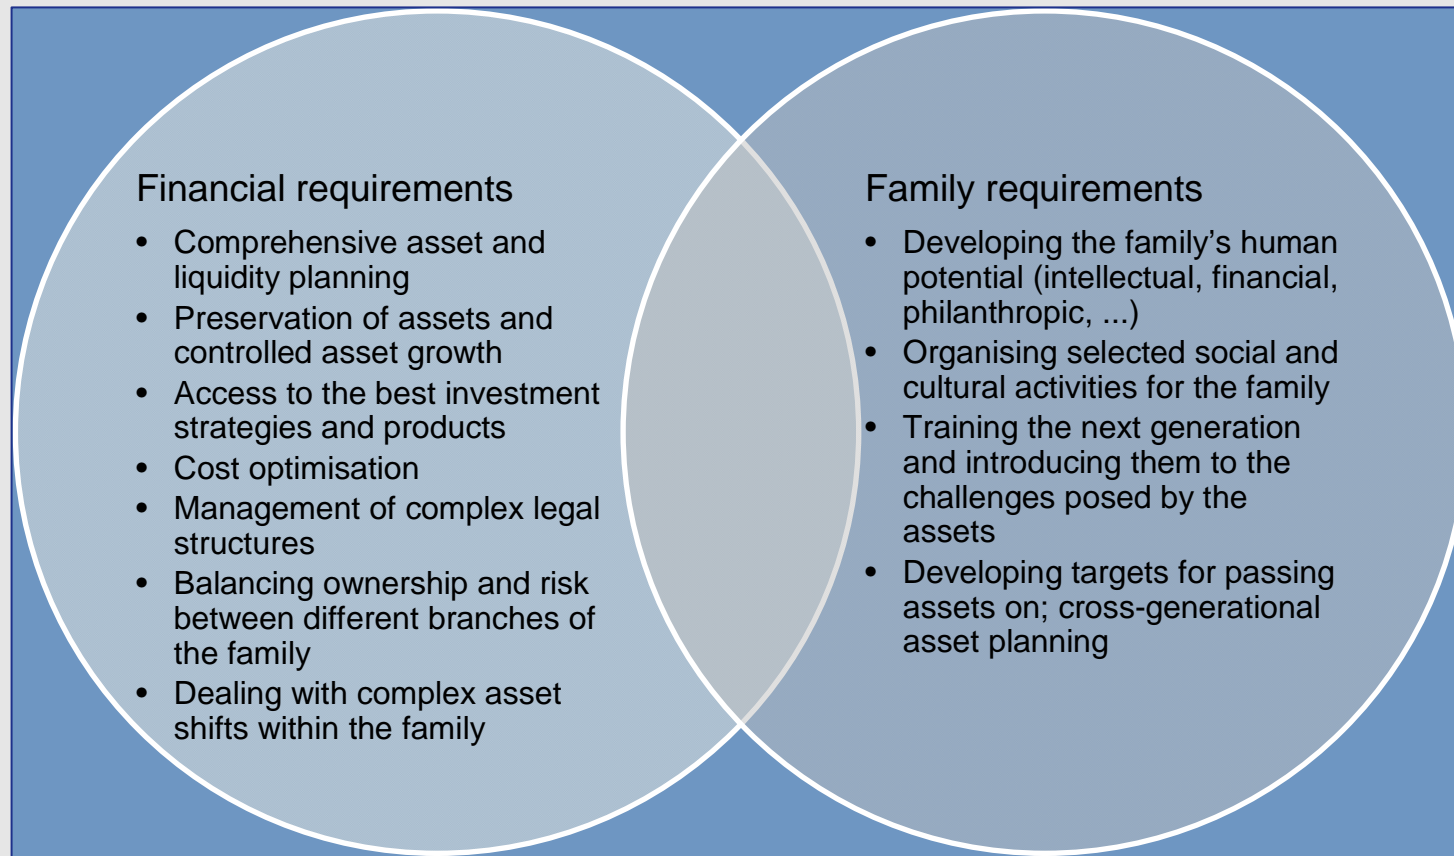 Financial requirements
• Comprehensive asset and
liquidity planning
• Preservation of assets and
controlled asset growth
• Access to the best investment
strategies and products
• Cost optimisation
• Management of complex legal
structures
• Balancing ownership and risk
between different branches of
the family
• Dealing with complex asset
shifts within the family
Family requirements
• Developing the family’s human
potential (intellectual, financial,
philanthropic, ...)
• Organising selected social and
cultural activities for the family
• Training the next generation
and introducing them to the
challenges posed by the
assets
• Developing targets for passing
assets on; cross-generational
asset planning